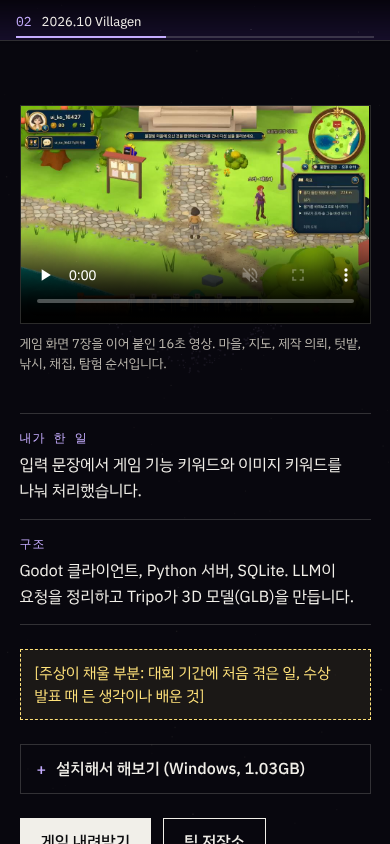 02 2026.10 Villagen
0:00
게임 화면 7장을 이어 붙인 16초 영상. 마을, 지도, 제작 의뢰, 텃밭,
낚시, 채집, 탐험 순서입니다.
내가 한 일
입력 문장에서 게임 기능 키워드와 이미지 키워드를
나눠 처리했습니다.
구조
Godot 클라이언트, Python 서버, SQLite. LLM이
요청을 정리하고 Tripo가 3D 모델(GLB)을 만듭니다.
[주상이 채울 부분: 대회 기간에 처음 겪은 일, 수상
발표 때 든 생각이나 배운 것]
+ 설치해서 해보기 (Windows, 1.03GB)
게임 내려받기 팀 저장소